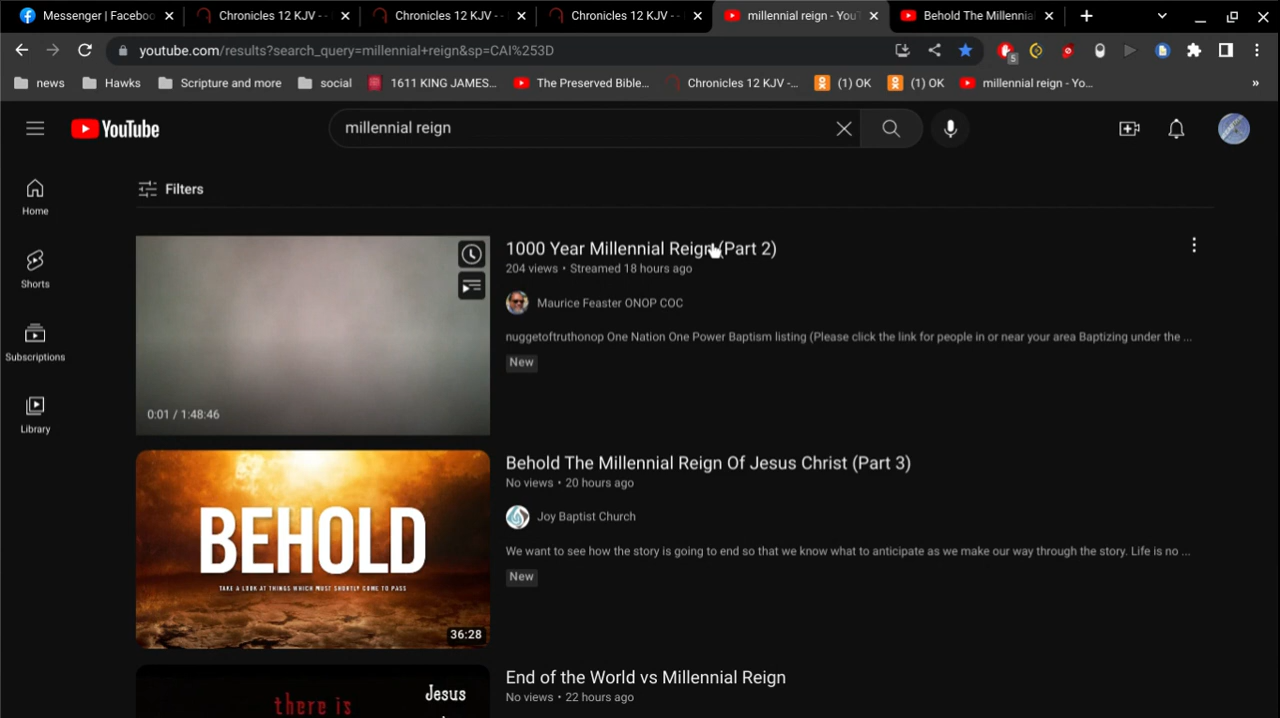 Messenger | Faceboo
Chronicles 12 KJV - -
Chronicles 12 KJV - -
Chronicles 12 KJV - -
millennial reign - YouT
Behold The Millennia
youtube.com/results?search_query=millennial+reign&sp=CAI%253D
5
news
Hawks
Scripture and more
social
1611 KING JAMES...
The Preserved Bible...
Chronicles 12 KJV -...
(1) OK
(1) OK
millennial reign - Yo...
»
YouTube
millennial reign
Home
Shorts
Subscriptions
Library
Filters
0:01 / 1:48:46
1000 Year Millennial Reign (Part 2)
204 views • Streamed 18 hours ago
Maurice Feaster ONOP COC
nuggetoftruthonop One Nation One Power Baptism listing (Please click the link for people in or near your area Baptizing under the ...
New
BEHOLD
TAKE A LOOK AT THINGS WHICH MUST SHORTLY COME TO PASS
36:28
Behold The Millennial Reign Of Jesus Christ (Part 3)
No views • 20 hours ago
Joy Baptist Church
We want to see how the story is going to end so that we know what to anticipate as we make our way through the story. Life is no ...
New
there is
Jesus
End of the World vs Millennial Reign
No views • 22 hours ago